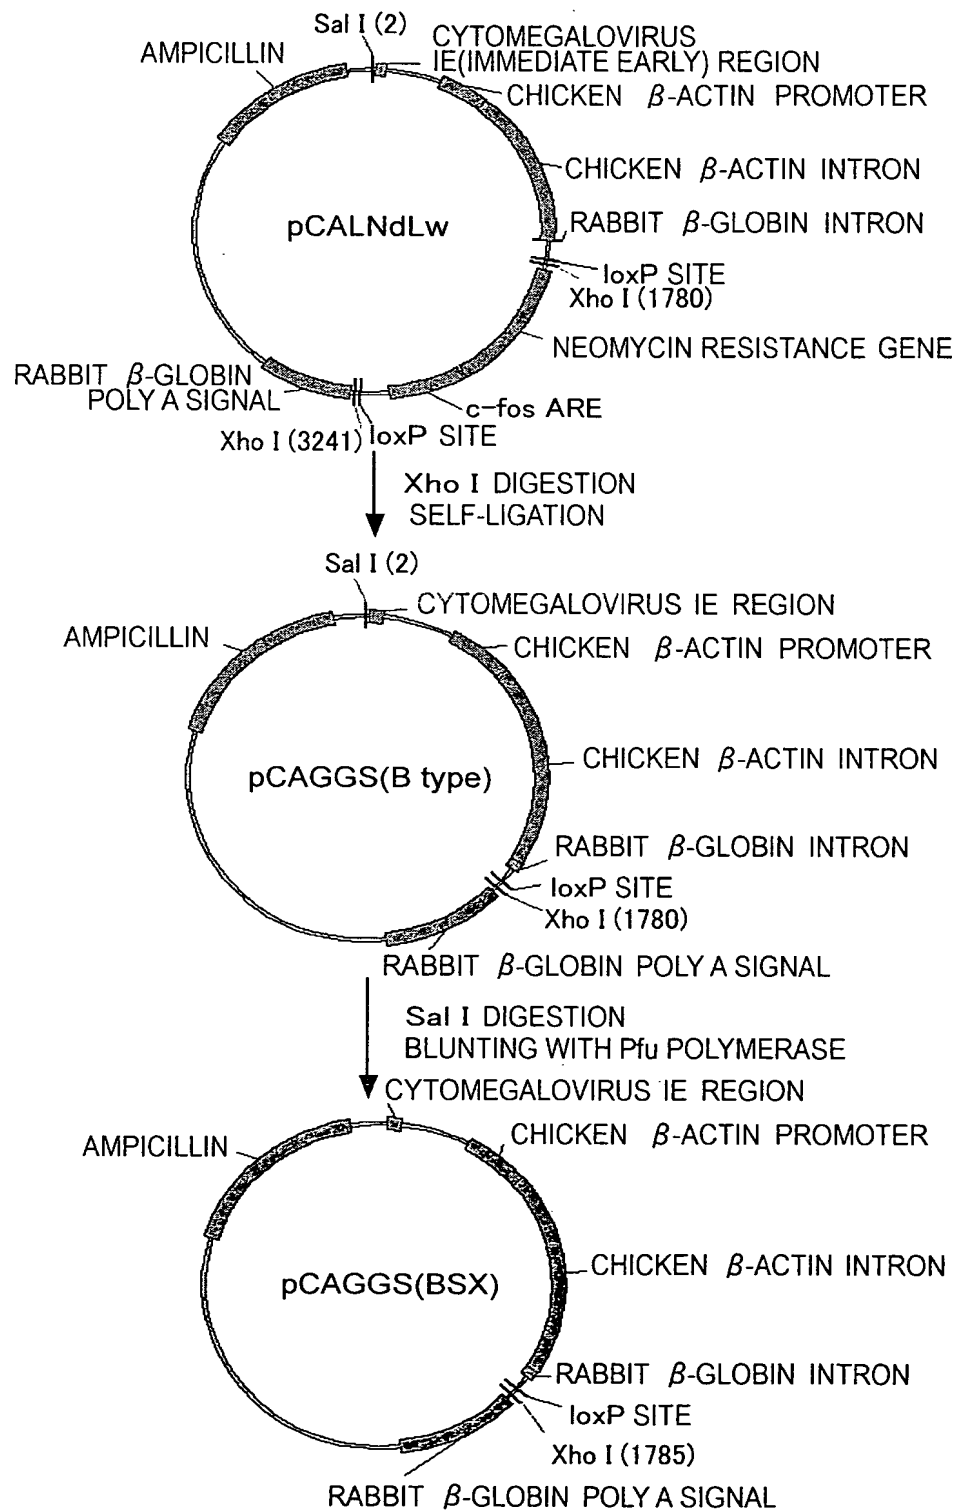 Sal I (2)
CYTOMEGALOVIRUS
IE(IMMEDIATE EARLY) REGION
AMPICILLIN
CHICKEN β-ACTIN PROMOTER
CHICKEN β-ACTIN INTRON
pCALNdLw
RABBIT β-GLOBIN INTRON
loxP SITE
Xho I (1780)
NEOMYCIN RESISTANCE GENE
RABBIT β-GLOBIN
POLY A SIGNAL
c-fos ARE
Xho I (3241) loxP SITE
Xho I DIGESTION
SELF-LIGATION
Sal I (2)
CYTOMEGALOVIRUS IE REGION
AMPICILLIN
CHICKEN β-ACTIN PROMOTER
CHICKEN β-ACTIN INTRON
pCAGGS(B type)
RABBIT β-GLOBIN INTRON
loxP SITE
Xho I (1780)
RABBIT β-GLOBIN POLY A SIGNAL
Sal I DIGESTION
BLUNTING WITH Pfu POLYMERASE
CYTOMEGALOVIRUS IE REGION
AMPICILLIN
CHICKEN β-ACTIN PROMOTER
CHICKEN β-ACTIN INTRON
pCAGGS(BSX)
RABBIT β-GLOBIN INTRON
loxP SITE
Xho I (1785)
RABBIT β-GLOBIN POLY A SIGNAL